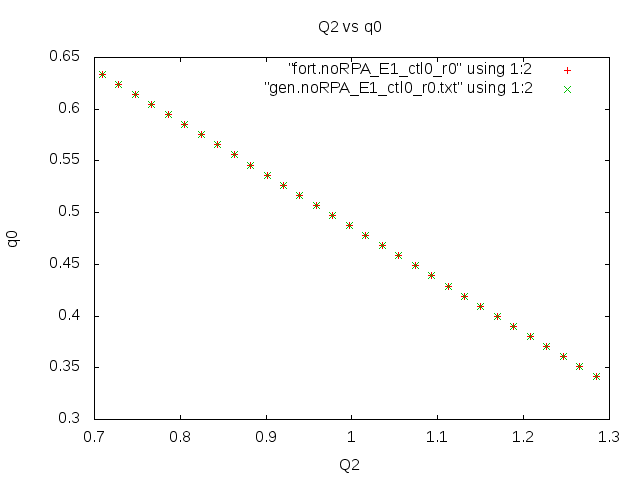 Q2 vs q0
"fort.noRPA_E1_ctl0_r0" using 1:2
"gen.noRPA_E1_ctl0_r0.txt" using 1:2
0.65
0.6
0.55
0.5
0.45
0.4
0.35
0.3
q0
0.7 0.8 0.9 1 1.1 1.2 1.3
Q2